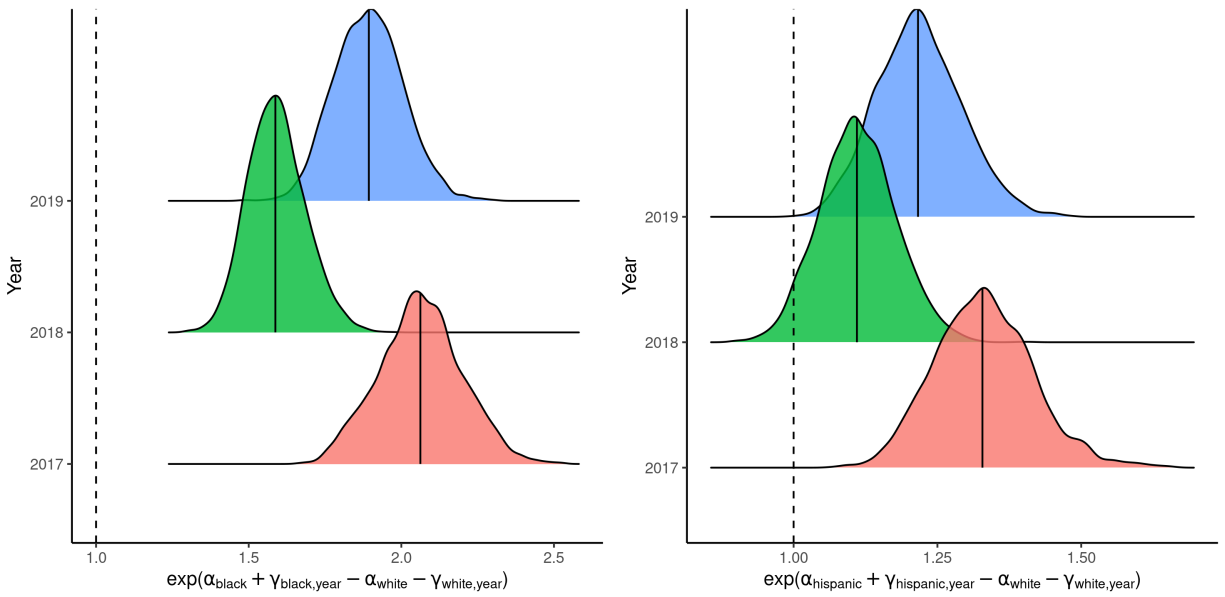 Year
2019
2018
2017
1.0 1.5 2.0 2.5
exp(αblack + γblack,year − αwhite − γwhite,year)
Year
2019
2018
2017
1.00 1.25 1.50
exp(αhispanic + γhispanic,year − αwhite − γwhite,year)